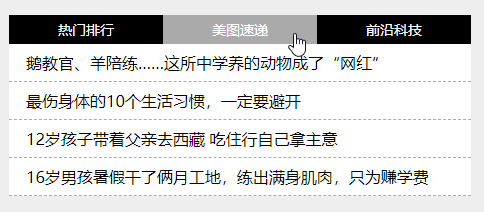 热门排行 美图速递 前沿科技
鹅教官、羊陪练……这所中学养的动物成了“网红”
最伤身体的10个生活习惯，一定要避开
12岁孩子带着父亲去西藏 吃住行自己拿主意
16岁男孩暑假干了俩月工地，练出满身肌肉，只为赚学费